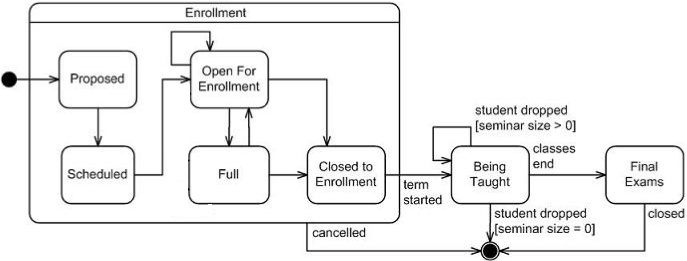 Enrollment
Proposed
Open For
Enrollment
Scheduled
Full
Closed to
Enrollment
term
started
student dropped
[seminar size > 0]
Being
Taught
classes
end
Final
Exams
student dropped
[seminar size = 0]
closed
cancelled